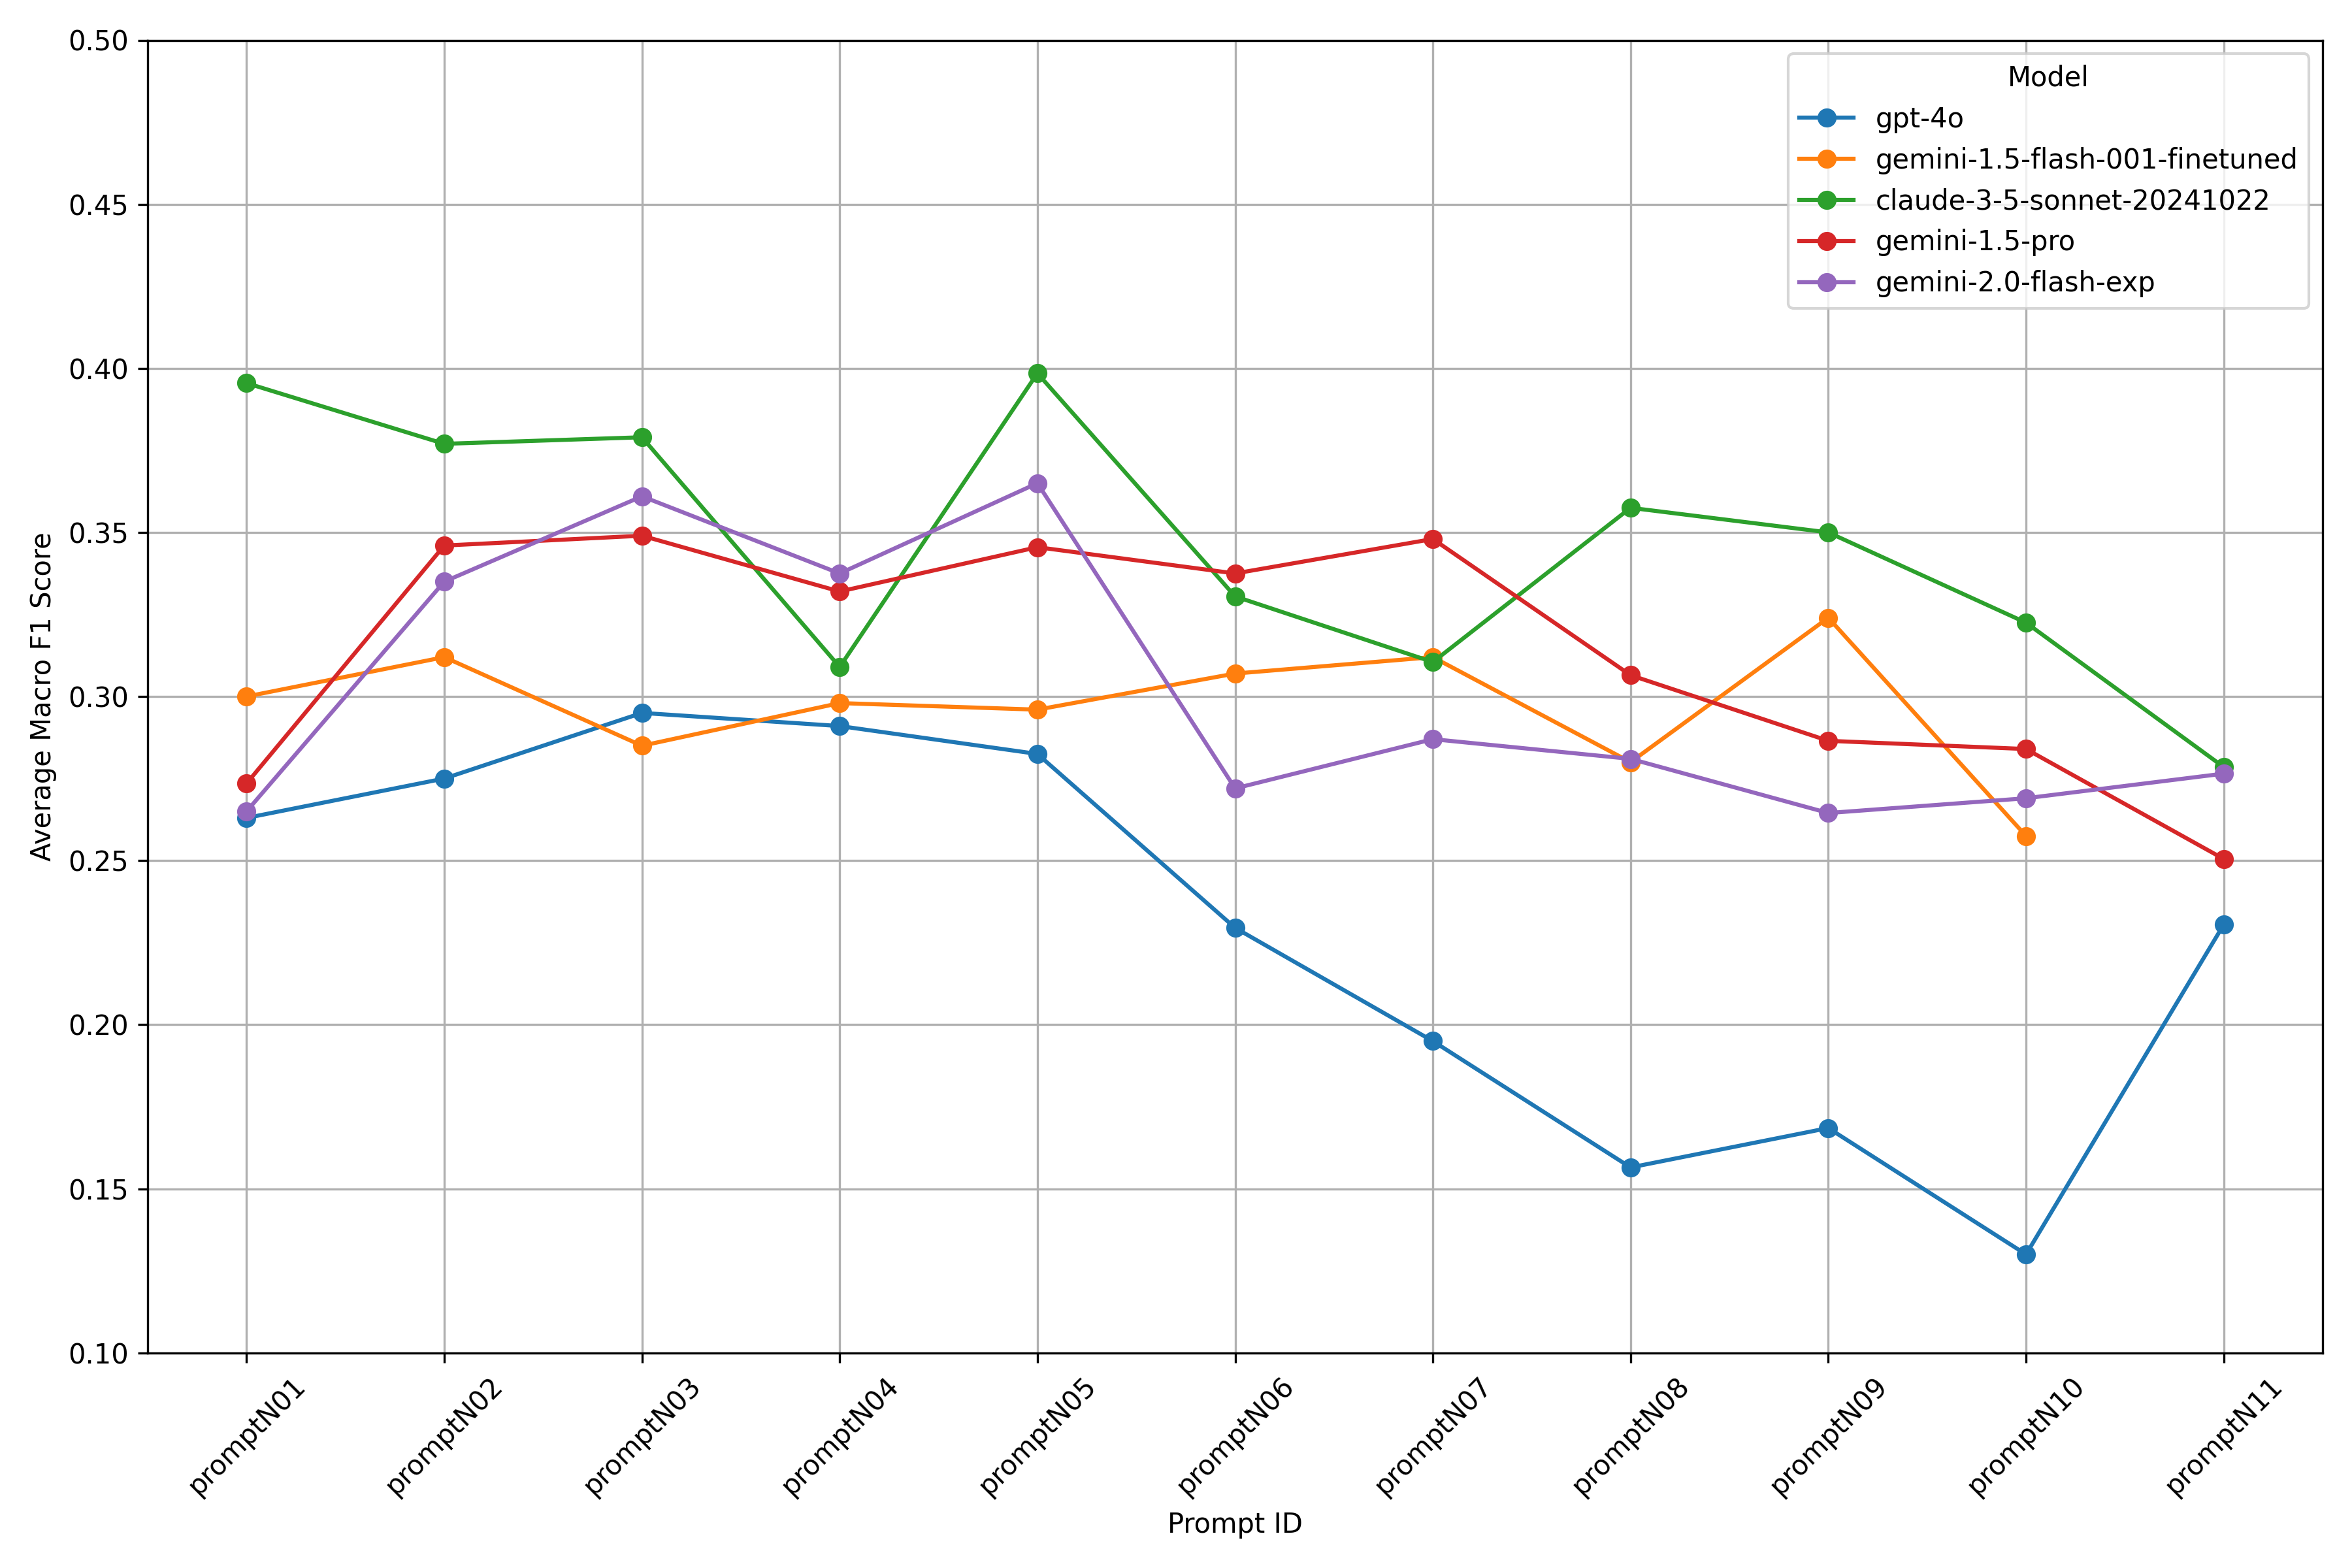 0.50
0.45
0.40
0.35
0.30
0.25
0.20
0.15
0.10
Average Macro F1 Score
Model
gpt-4o
gemini-1.5-flash-001-finetuned
claude-3-5-sonnet-20241022
gemini-1.5-pro
gemini-2.0-flash-exp
promptN01
promptN02
promptN03
promptN04
promptN05
promptN06
promptN07
promptN08
promptN09
promptN10
promptN11
Prompt ID